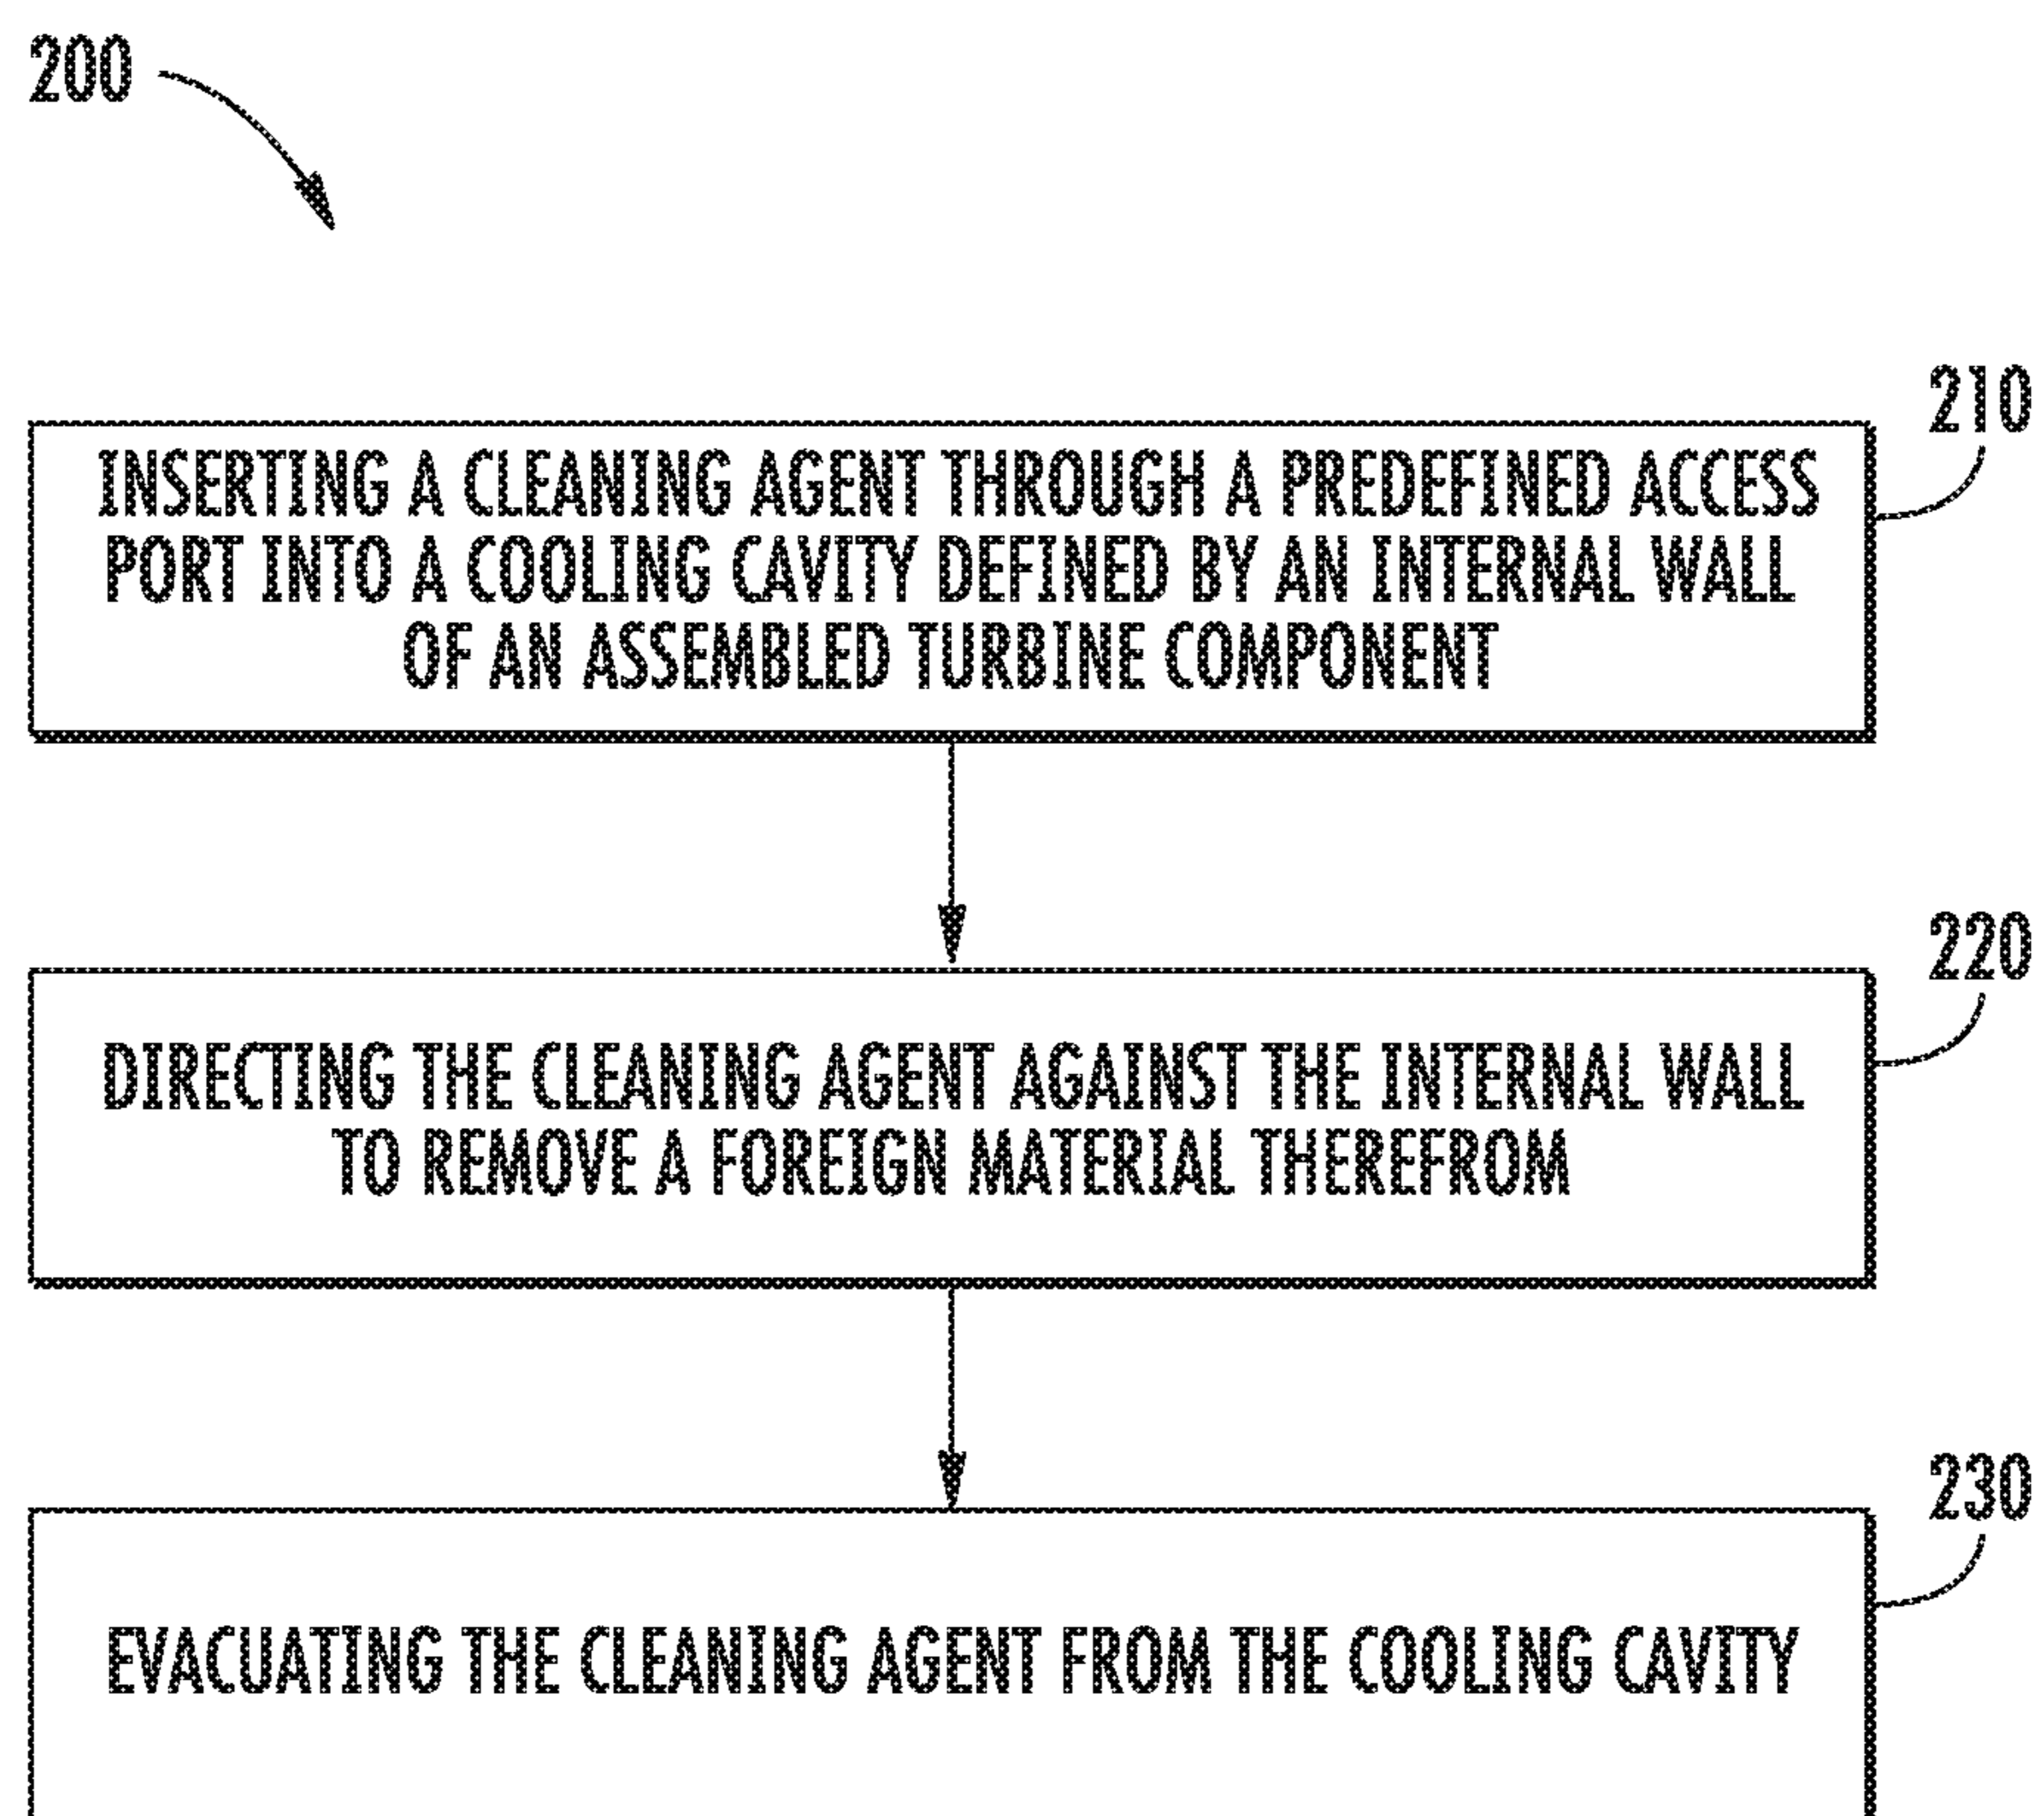 200
210
INSERTING A CLEANING AGENT THROUGH A PREDEFINED ACCESS
PORT INTO A COOLING CAVITY DEFINED BY AN INTERNAL WALL
OF AN ASSEMBLED TURBINE COMPONENT
220
DIRECTING THE CLEANING AGENT AGAINST THE INTERNAL WALL
TO REMOVE A FOREIGN MATERIAL THEREFROM
230
EVACUATING THE CLEANING AGENT FROM THE COOLING CAVITY